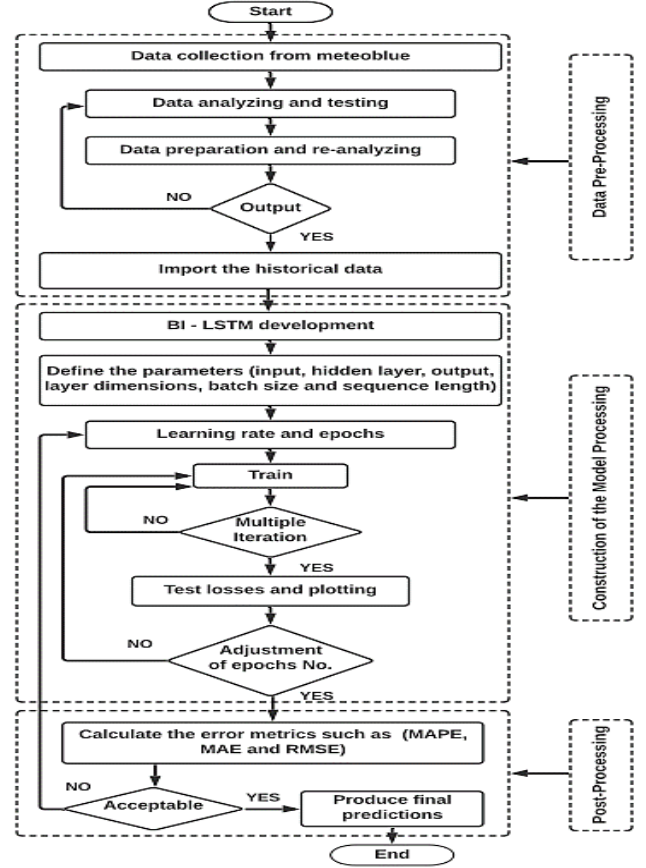 Start
Data collection from meteoblue
Data analyzing and testing
Data preparation and re-analyzing
NO
Output
YES
Import the historical data
Data Pre-Processing
BI - LSTM development
Define the parameters (input, hidden layer, output,
layer dimensions, batch size and sequence length)
Learning rate and epochs
Train
NO
Multiple
Iteration
YES
Test losses and plotting
NO
Adjustment
of epochs No.
YES
Construction of the Model Processing
Calculate the error metrics such as (MAPE,
MAE and RMSE)
NO
Acceptable
YES
Produce final
predictions
Post-Processing
End